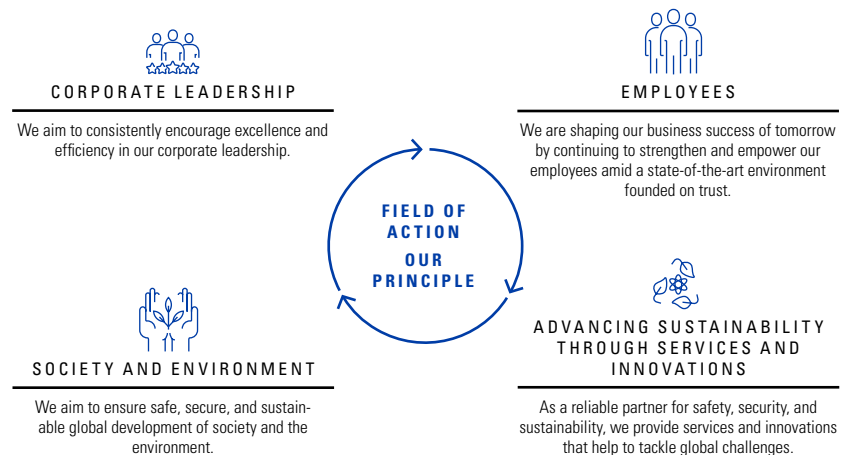 CORPORATE LEADERSHIP
We aim to consistently encourage excellence and
efficiency in our corporate leadership.
EMPLOYEES
We are shaping our business success of tomorrow
by continuing to strengthen and empower our
employees amid a state-of-the-art environment
founded on trust.
FIELD OF
ACTION
OUR
PRINCIPLE
SOCIETY AND ENVIRONMENT
We aim to ensure safe, secure, and sustain-
able global development of society and the
environment.
ADVANCING SUSTAINABILITY
THROUGH SERVICES AND
INNOVATIONS
As a reliable partner for safety, security, and
sustainability, we provide services and innovations
that help to tackle global challenges.